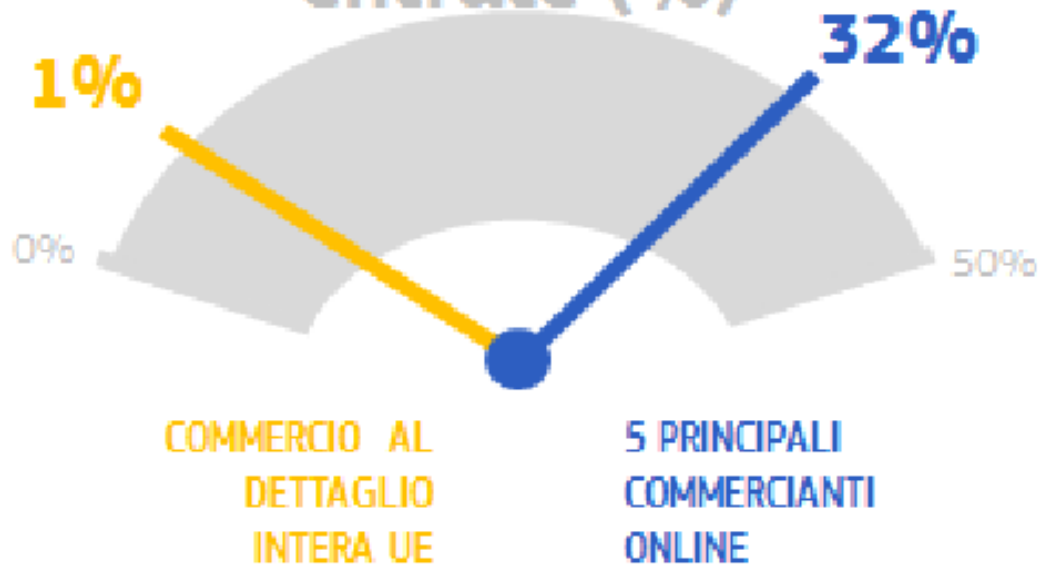 1%
32%
0%
50%
COMMERCIO AL
DETTAGLIO
INTERA UE
5 PRINCIPALI
COMMERCIANTI
ONLINE